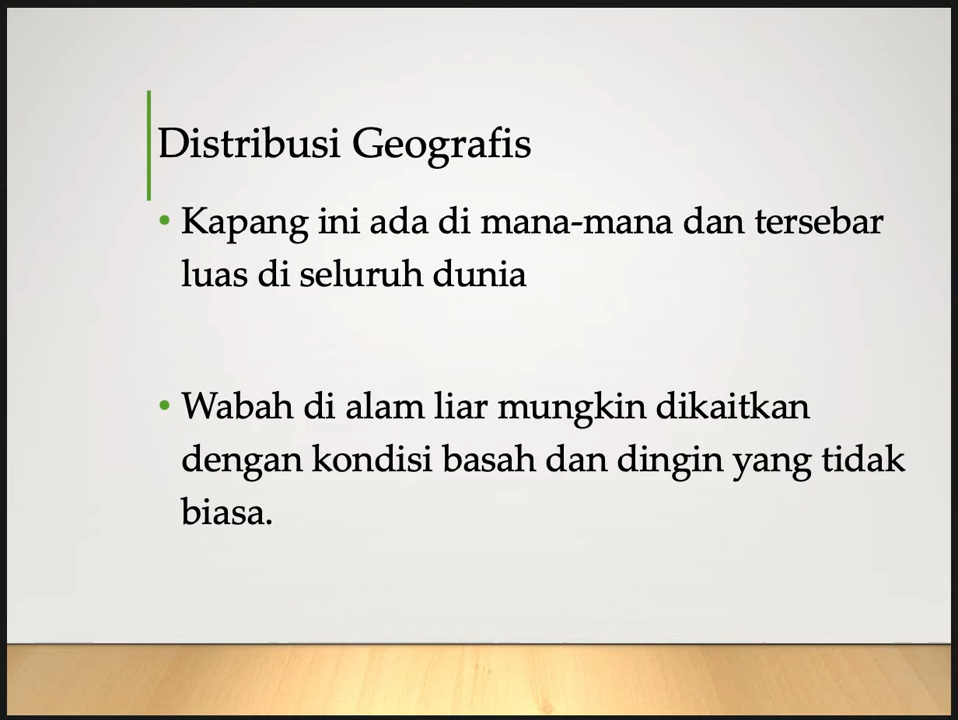 Distribusi Geografis
• Kapang ini ada di mana-mana dan tersebar
luas di seluruh dunia
• Wabah di alam liar mungkin dikaitkan
dengan kondisi basah dan dingin yang tidak
biasa.